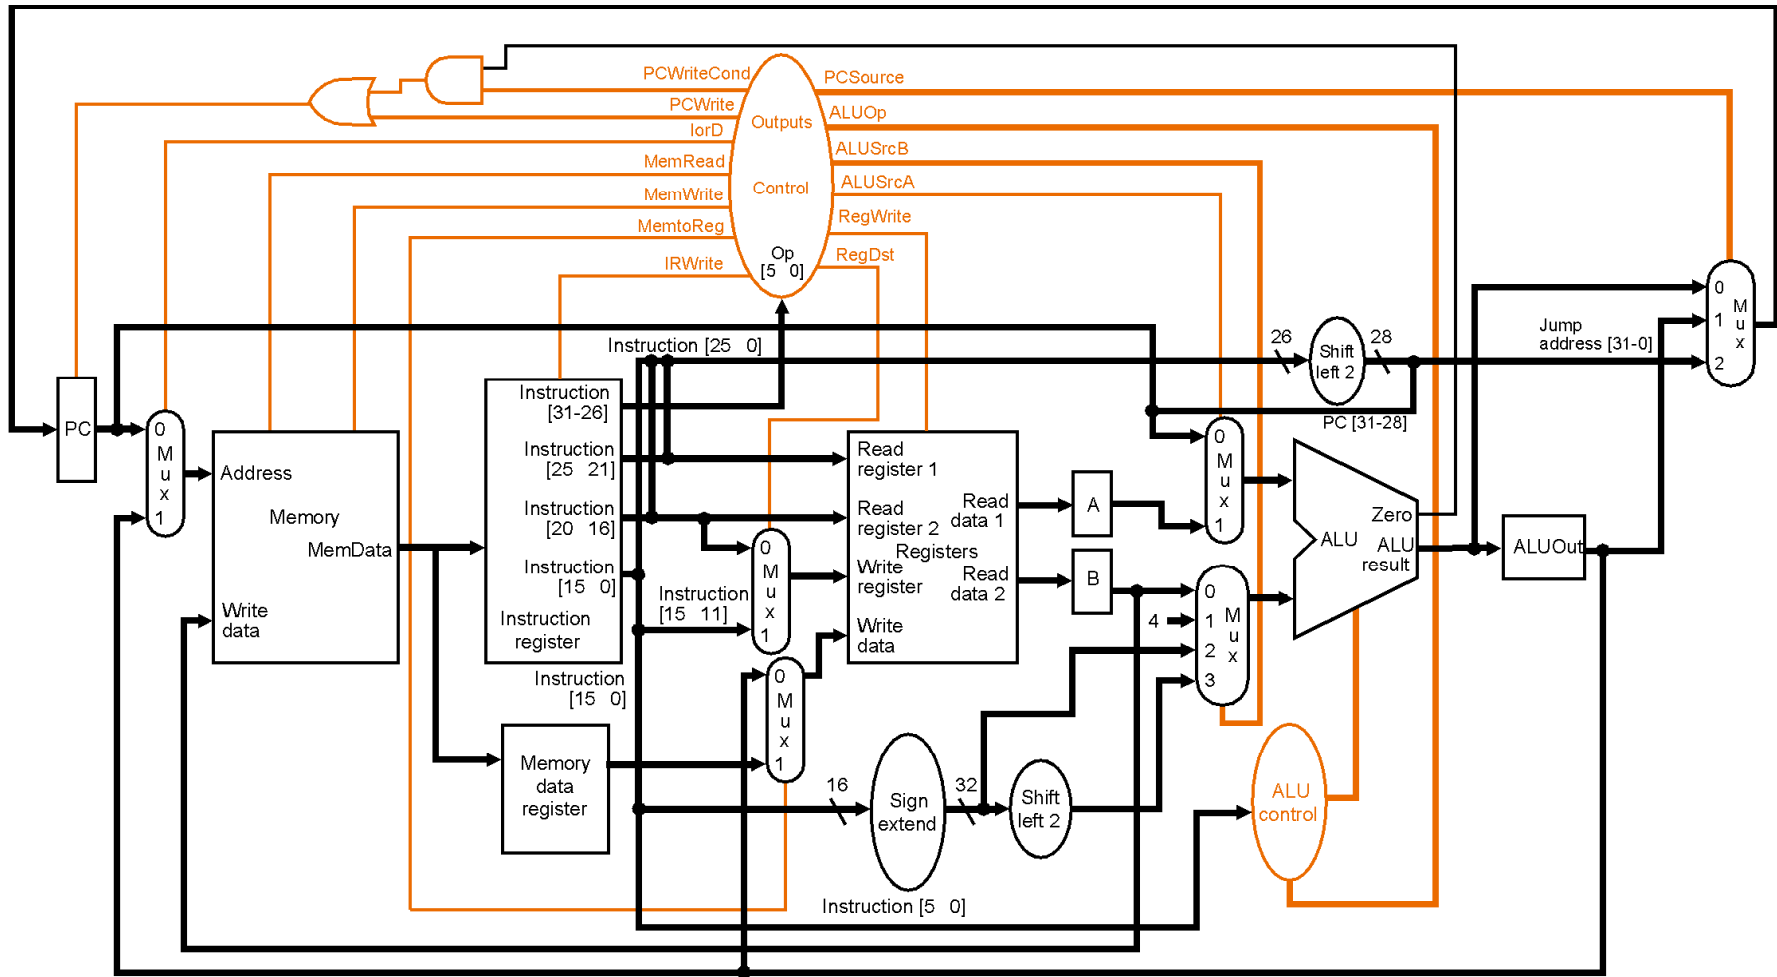 PCWriteCond
PCSource
PCWrite
ALUOp
Outputs
IorD
ALUSrcB
MemRead
ALUSrcA
Control
MemWrite
RegWrite
MemtoReg
Op
[5 0]
RegDst
IRWrite
Instruction [25 0]
26
28
Shift
left 2
Jump
address [31-0]
0
1
2
M
u
x
PC [31-28]
PC
0
M
u
x
1
Address
Memory
MemData
Write
data
Instruction
[31-26]
Instruction
[25 21]
Instruction
[20 16]
Instruction
[15 0]
Instruction
register
Instruction
[15 11]
Instruction
[15 0]
0
M
u
x
1
0
M
u
x
1
Read
register 1
Read
register 2
Registers
Write
register
Write
data
Read
data 1
Read
data 2
A
B
0
M
u
x
1
4
0
1
2
3
M
u
x
Zero
ALU
ALU
result
ALUOut
Memory
data
register
16
Sign
extend
32
Shift
left 2
ALU
control
Instruction [5 0]